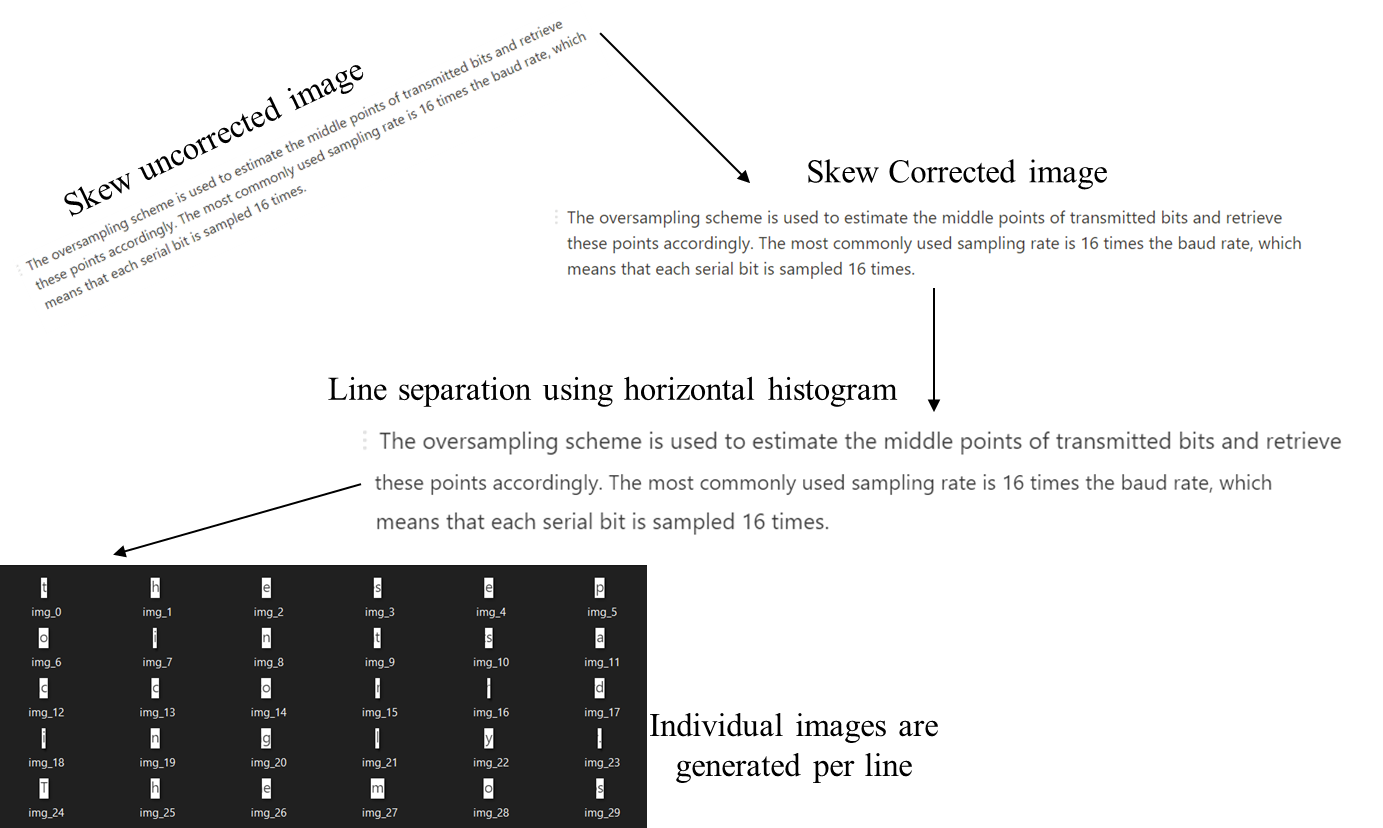 Skew uncorrected image
The oversampling scheme is used to estimate the middle points of transmitted bits and retrieve
these points accordingly. The most commonly used sampling rate is 16 times the baud rate, which
means that each serial bit is sampled 16 times.
Skew Corrected image
The oversampling scheme is used to estimate the middle points of transmitted bits and retrieve
these points accordingly. The most commonly used sampling rate is 16 times the baud rate, which
means that each serial bit is sampled 16 times.
Line separation using horizontal histogram
The oversampling scheme is used to estimate the middle points of transmitted bits and retrieve
these points accordingly. The most commonly used sampling rate is 16 times the baud rate, which
means that each serial bit is sampled 16 times.
t h e s e p
img_0 img_1 img_2 img_3 img_4 img_5
o i n t s a
img_6 img_7 img_8 img_9 img_10 img_11
c c o r d
img_12 img_13 img_14 img_15 img_16 img_17
i n g l y .
img_18 img_19 img_20 img_21 img_22 img_23
T h e m o s
img_24 img_25 img_26 img_27 img_28 img_29
Individual images are
generated per line